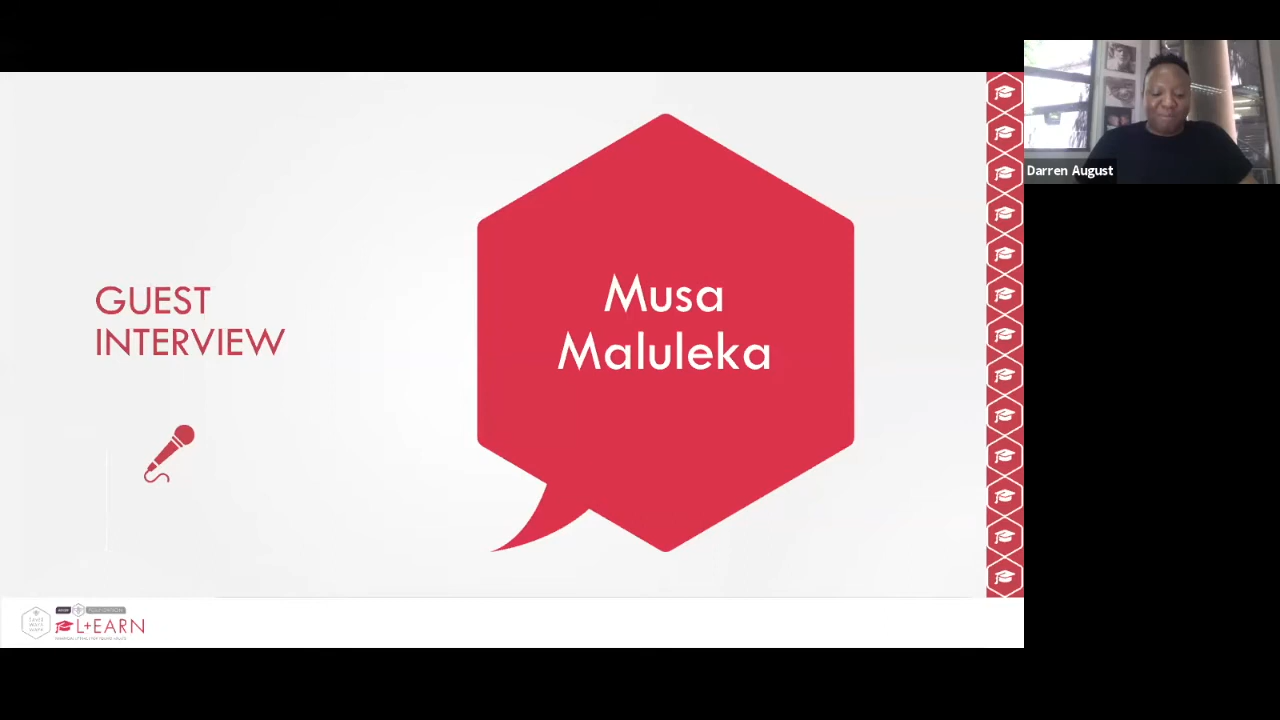 GUEST
INTERVIEW
Musa
Maluleka
Darren August
L+EARN